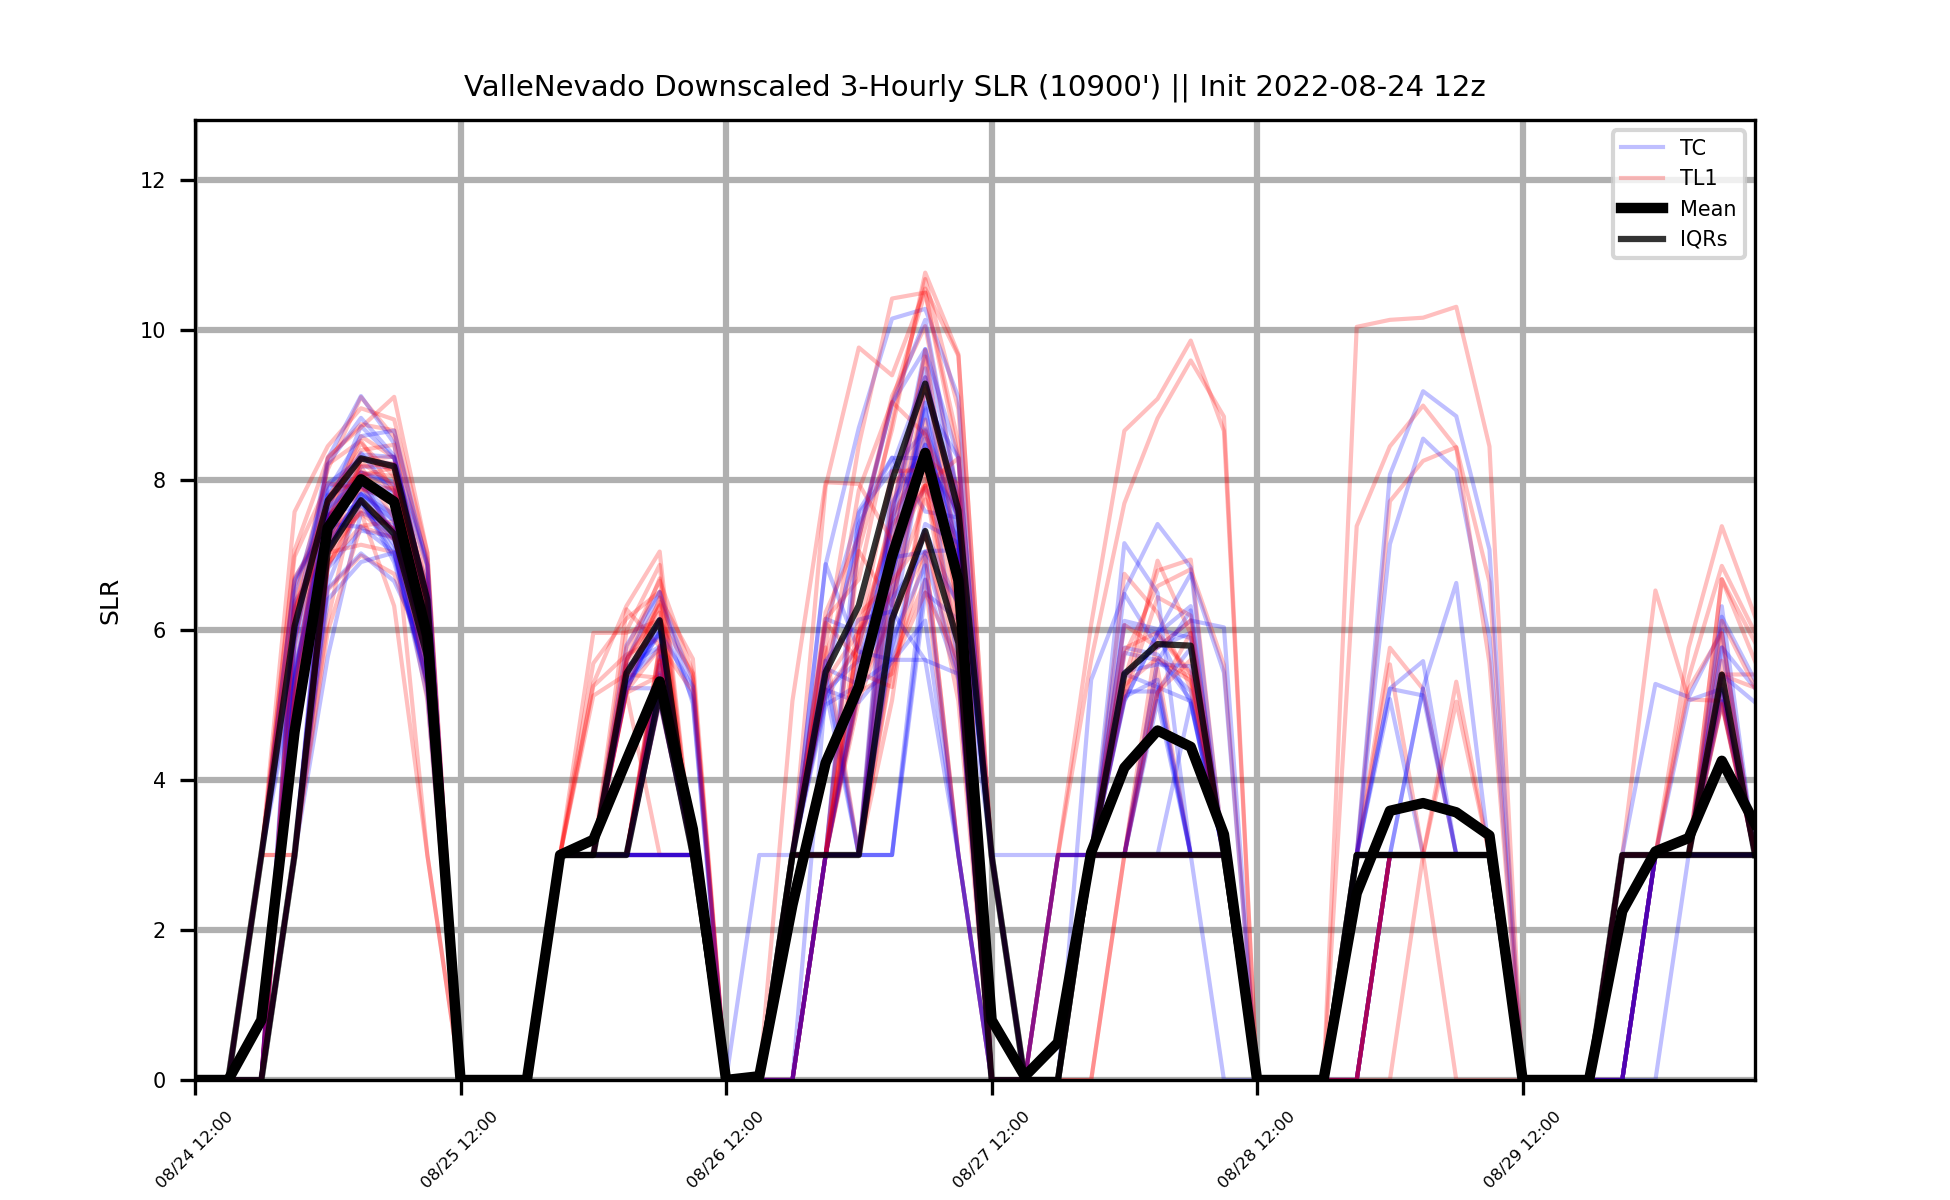 ValleNevado Downscaled 3-Hourly SLR (10900') || Init 2022-08-24 12z
TC
TL1
Mean
IQRs
SLR
12
10
8
6
4
2
0
08/24 12:00
08/25 12:00
08/26 12:00
08/27 12:00
08/28 12:00
08/29 12:00